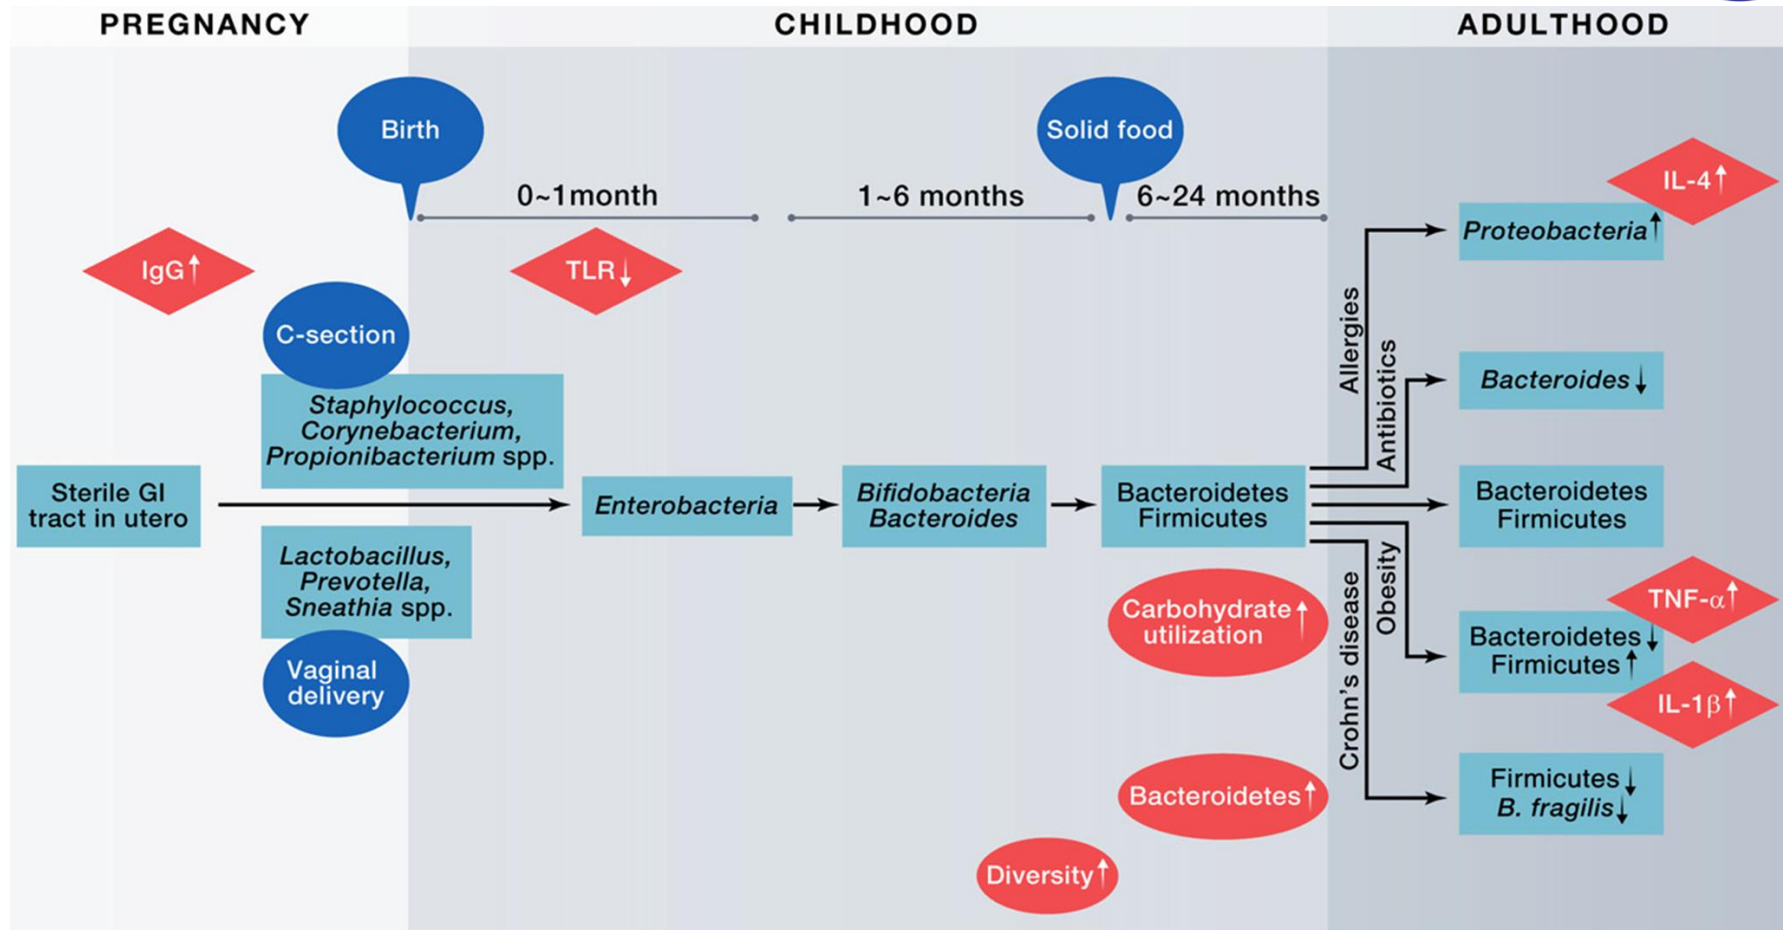 PREGNANCY
CHILDHOOD
ADULTHOOD
Birth
Solid food
0~1month
1~6 months
6~24 months
IgG↑
TLR↓
IL-4↑
Proteobacteria↑
C-section
Staphylococcus,
Corynebacterium,
Propionibacterium spp.
Allergies
Antibiotics
Bacteroides↓
Sterile GI
tract in utero
Enterobacteria
Bifidobacteria
Bacteroides
Bacteroidetes
Firmicutes
Bacteroidetes
Firmicutes
Lactobacillus,
Prevotella,
Sneathia spp.
Vaginal
delivery
Carbohydrate↑
utilization
Crohn's disease
Obesity
TNF-α↑
Bacteroidetes↓
Firmicutes↑
IL-1β↑
Bacteroidetes↑
Firmicutes↓
B. fragilis↓
Diversity↑